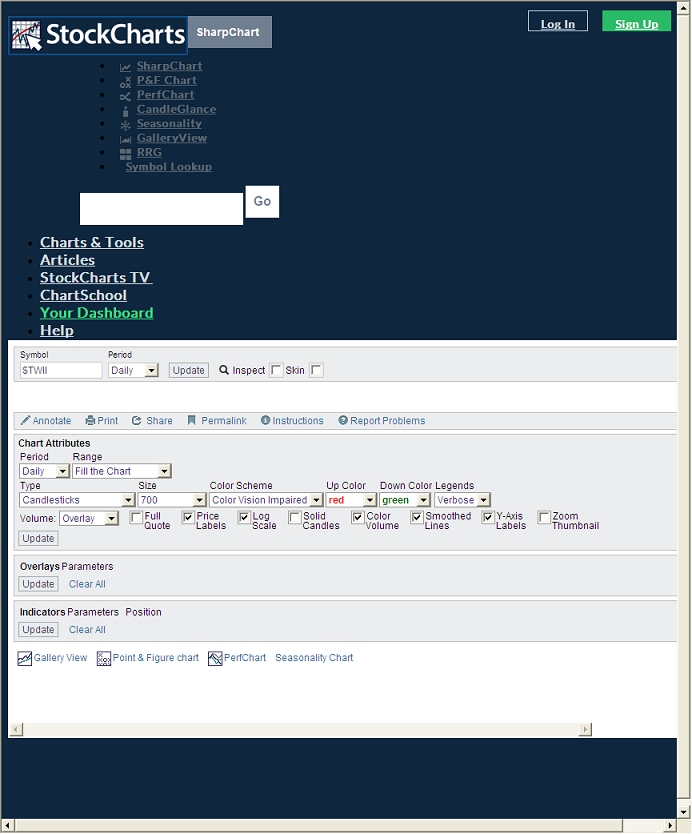 StockCharts SharpChart Log In Sign Up
SharpChart
P&F Chart
PerfChart
CandleGlance
Seasonality
GalleryView
RRG
Symbol Lookup
Go
Charts & Tools
Articles
StockCharts TV
ChartSchool
Your Dashboard
Help
Symbol Period
$TWII Daily Update Inspect Skin
Annotate Print Share Permalink Instructions Report Problems
Chart Attributes
Period Range
Daily Fill the Chart
Type Size Color Scheme Up Color Down Color Legends
Candlesticks 700 Color Vision Impaired red green Verbose
Volume: Overlay Full Quote Price Labels Log Scale Solid Candles Color Volume Smoothed Lines Y-Axis Labels Zoom Thumbnail
Update
Overlays Parameters
Update Clear All
Indicators Parameters Position
Update Clear All
Gallery View Point & Figure chart PerfChart Seasonality Chart